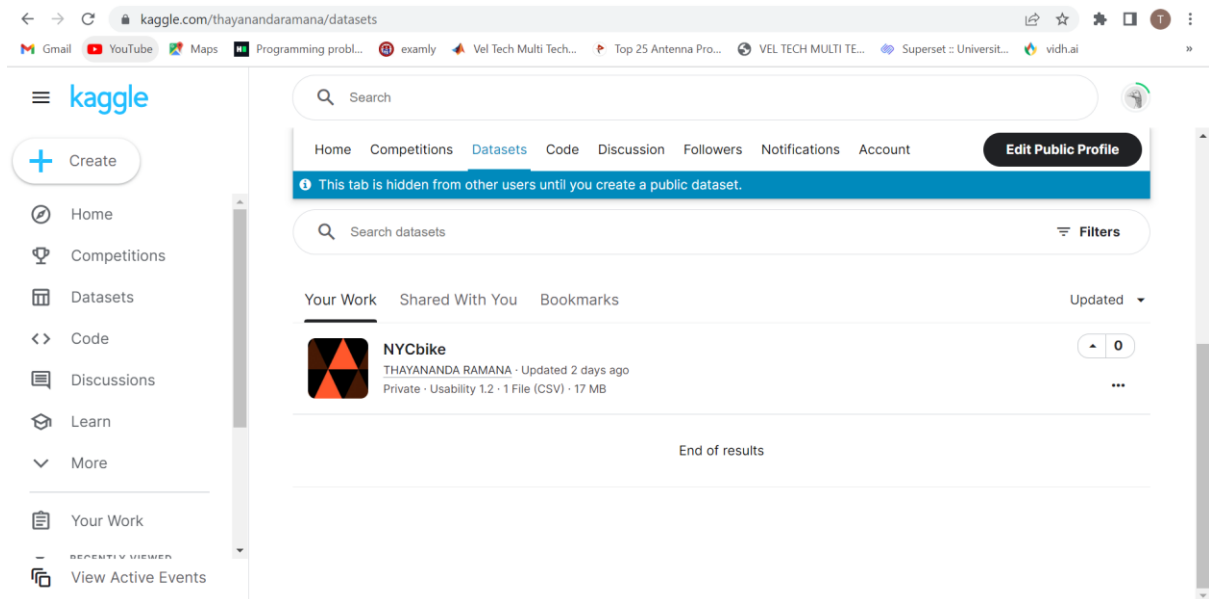 kaggle.com/thayanandaramana/datasets
T
Gmail YouTube Maps Programming probl... examly Vel Tech Multi Tech... Top 25 Antenna Pro... VEL TECH MULTI TE... Superset :: Universit... vidh.ai »
kaggle
Search
Create
Home Competitions Datasets Code Discussion Followers Notifications Account Edit Public Profile
This tab is hidden from other users until you create a public dataset.
Search datasets Filters
Home
Competitions
Datasets
Code
Discussions
Learn
More
Your Work
RECENTLY VIEWED
View Active Events
Your Work Shared With You Bookmarks Updated
NYCbike
THAYANANDA RAMANA · Updated 2 days ago
Private · Usability 1.2 · 1 File (CSV) · 17 MB
0
End of results